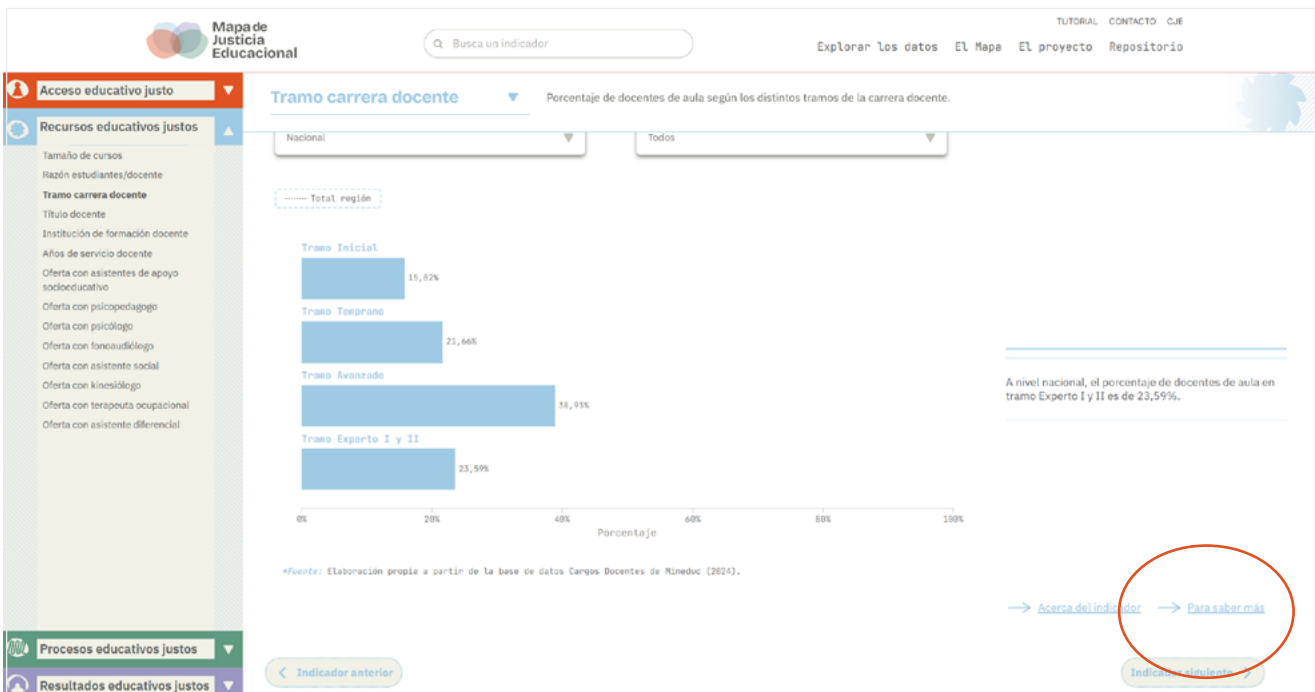 Mapa de
Justicia
Educacional
Busca un indicador
TUTORIAL CONTACTO CJE
Explorar los datos El Mapa El proyecto Repositorio
Acceso educativo justo
Recursos educativos justos
Tamaño de cursos
Razón estudiantes/docente
Tramo carrera docente
Título docente
Institución de formación docente
Años de servicio docente
Oferta con asistentes de apoyo
socioeducativo
Oferta con psicopedagogo
Oferta con psicólogo
Oferta con fonoaudiólogo
Oferta con asistente social
Oferta con kinesiólogo
Oferta con terapeuta ocupacional
Oferta con asistente diferencial
Procesos educativos justos
Resultados educativos justos
Tramo carrera docente
Porcentaje de docentes de aula según los distintos tramos de la carrera docente.
Nacional
Todos
Total región
Tramo Inicial
15,82%
Tramo Temprano
21,66%
Tramo Avanzado
38,93%
Tramo Experto I y II
23,59%
0% 20% 40% 60% 80% 100%
Porcentaje
*Fuente: Elaboración propia a partir de la base de datos Cargos Docentes de Mineduc (2024).
A nivel nacional, el porcentaje de docentes de aula en
tramo Experto I y II es de 23,59%.
Acerca del indicador
Para saber más
Indicador anterior
Indicador siguiente